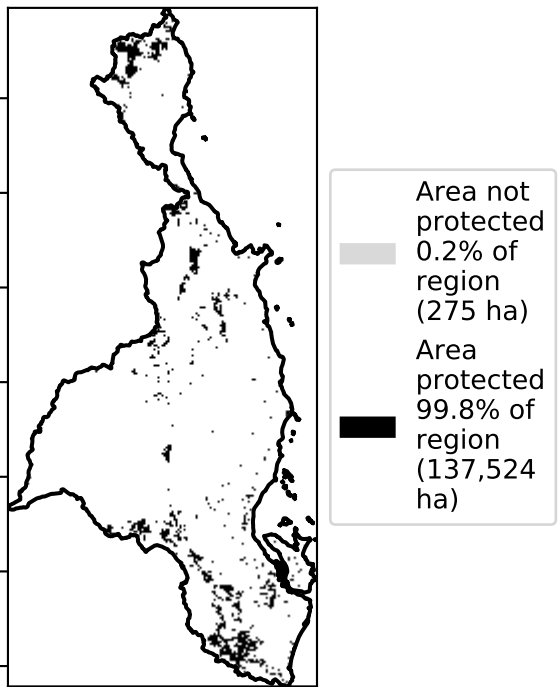 Area not
protected
0.2% of
region
(275 ha)
Area
protected
99.8% of
region
(137,524
ha)